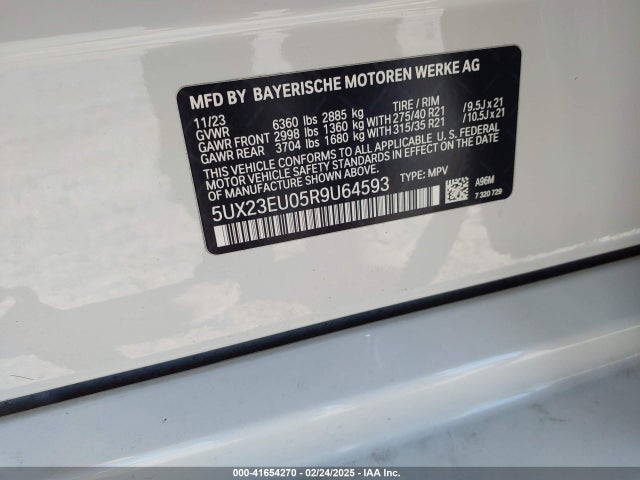 MFD BY BAYERISCHE MOTOREN WERKE AG
11/23 TIRE / RIM
GVWR 6360 lbs 2885 kg
GAWR FRONT 2998 lbs 1360 kg WITH 275/40 R21 /9.5J x 21
GAWR REAR 3704 lbs 1680 kg WITH 315/35 R21 /10.5J x 21
THIS VEHICLE CONFORMS TO ALL APPLICABLE U. S. FEDERAL
MOTOR VEHICLE SAFETY STANDARDS IN EFFECT ON THE DATE
OF MANUFACTURE SHOWN ABOVE.
5UX23EU05R9U64593 TYPE: MPV
A96M
7 320 729
000-41654270 - 02/24/2025 - IAA Inc.